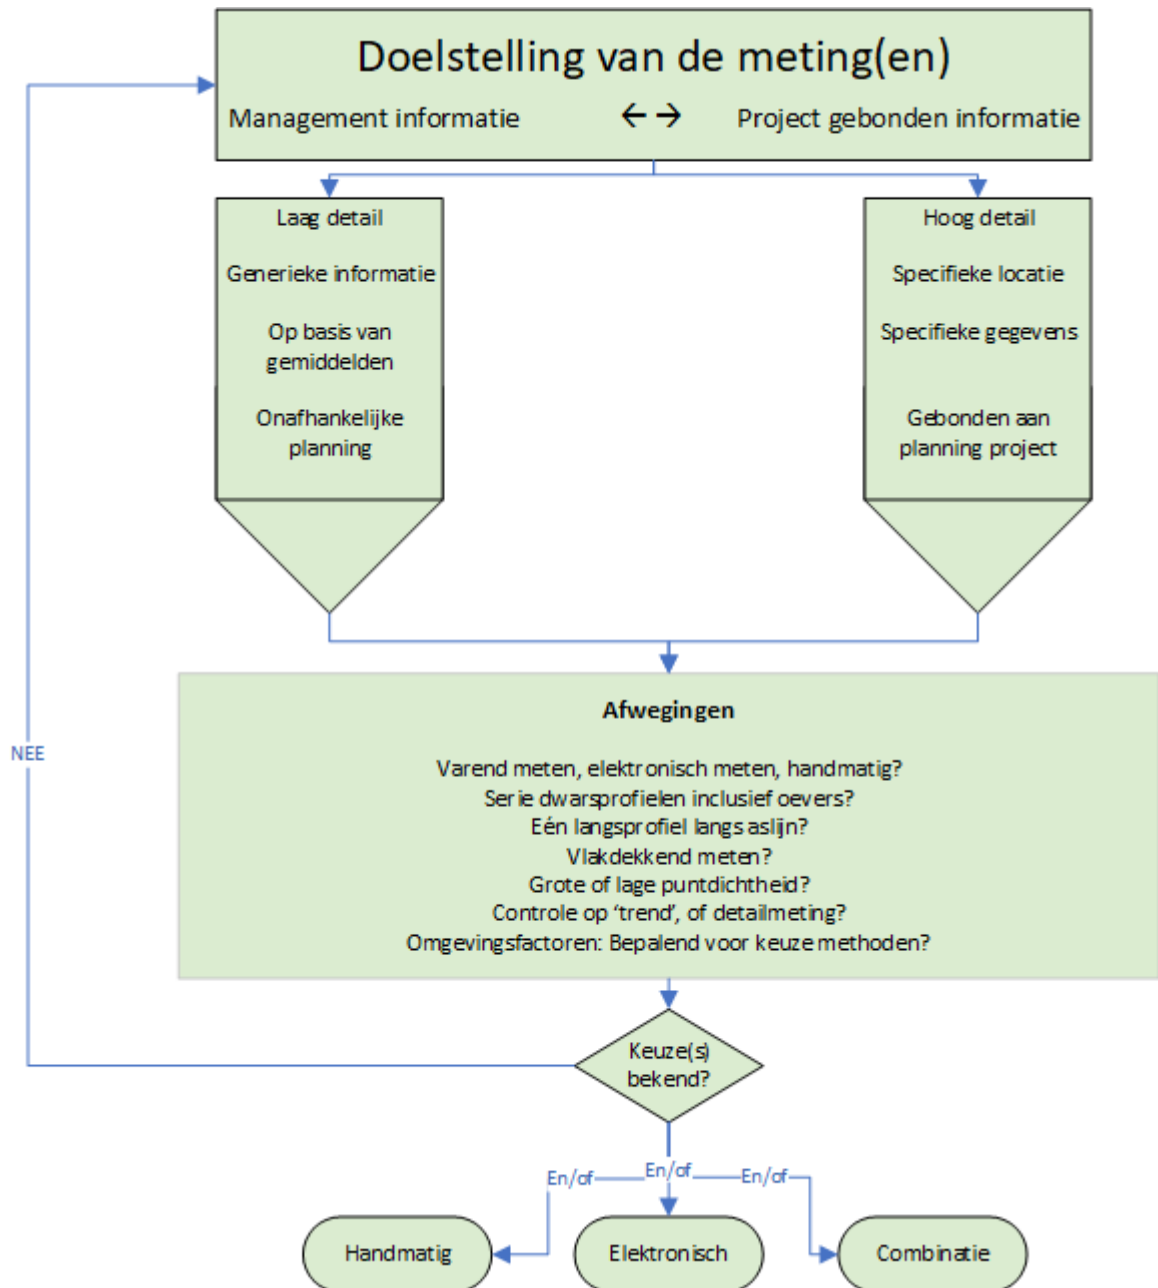 Doelstelling van de meting(en)
Management informatie ← → Project gebonden informatie
Laag detail
Generieke informatie
Op basis van
gemiddelden
Onafhankelijke
planning
Hoog detail
Specifieke locatie
Specifieke gegevens
Gebonden aan
planning project
Afwegingen
Varend meten, elektronisch meten, handmatig?
Serie dwarsprofielen inclusief oevers?
Eén langsprofiel langs aslijn?
Vlakdekkend meten?
Grote of lage puntdichtheid?
Controle op ‘trend’, of detailmeting?
Omgevingsfactoren: Bepalend voor keuze methoden?
NEE
Keuze(s)
bekend?
En/of
En/of
En/of
Handmatig
Elektronisch
Combinatie